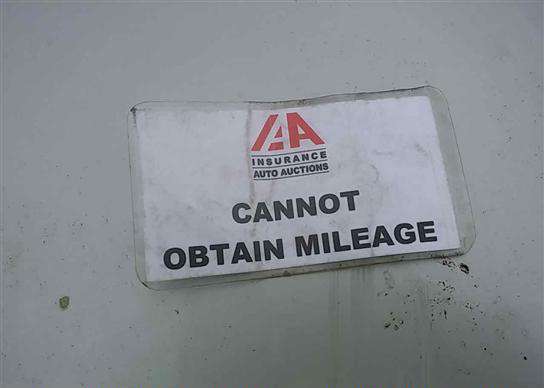 IAA
INSURANCE
AUTO AUCTIONS
CANNOT
OBTAIN MILEAGE